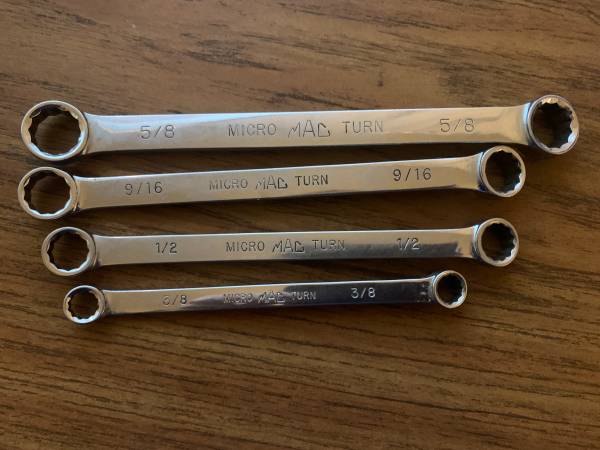 5/8 MICRO MAC TURN 5/8
9/16 MICRO MAC TURN 9/16
1/2 MICRO MAC TURN 1/2
3/8 MICRO MAC TURN 3/8